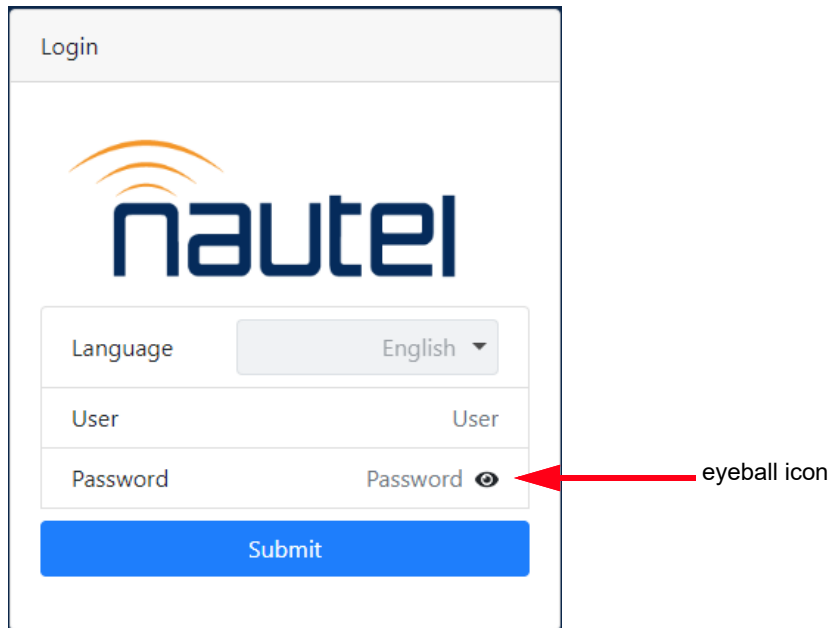 Login
nautel
Language English
User User
Password Password
eyeball icon
Submit